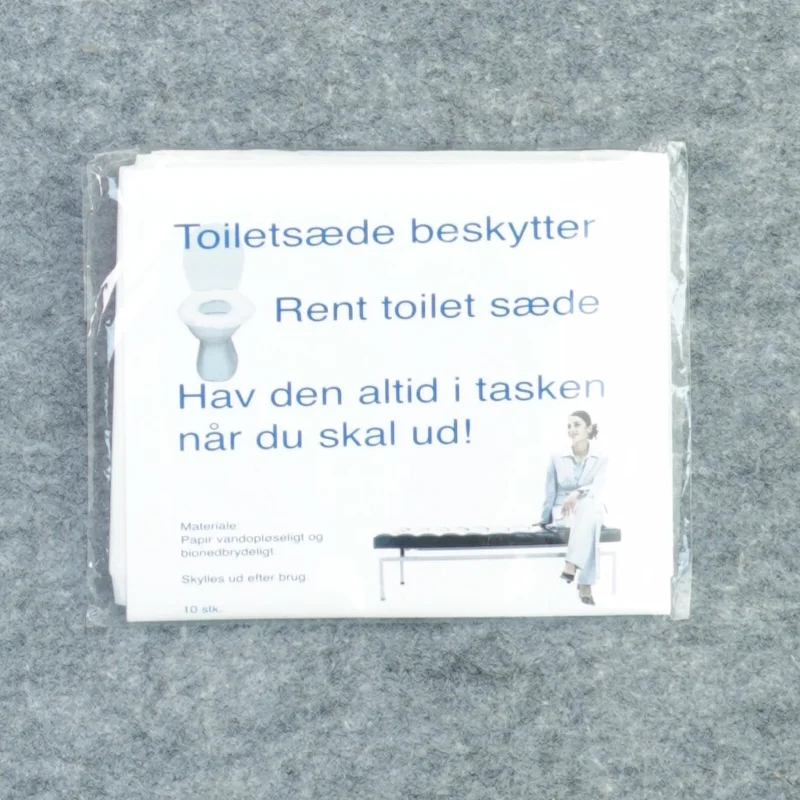 Toiletsæde beskytter
Rent toilet sæde
Hav den altid i tasken
når du skal ud!
Materiale:
Papir vandopløseligt og
bionedbrydeligt.
Skylles ud efter brug
10 stk.